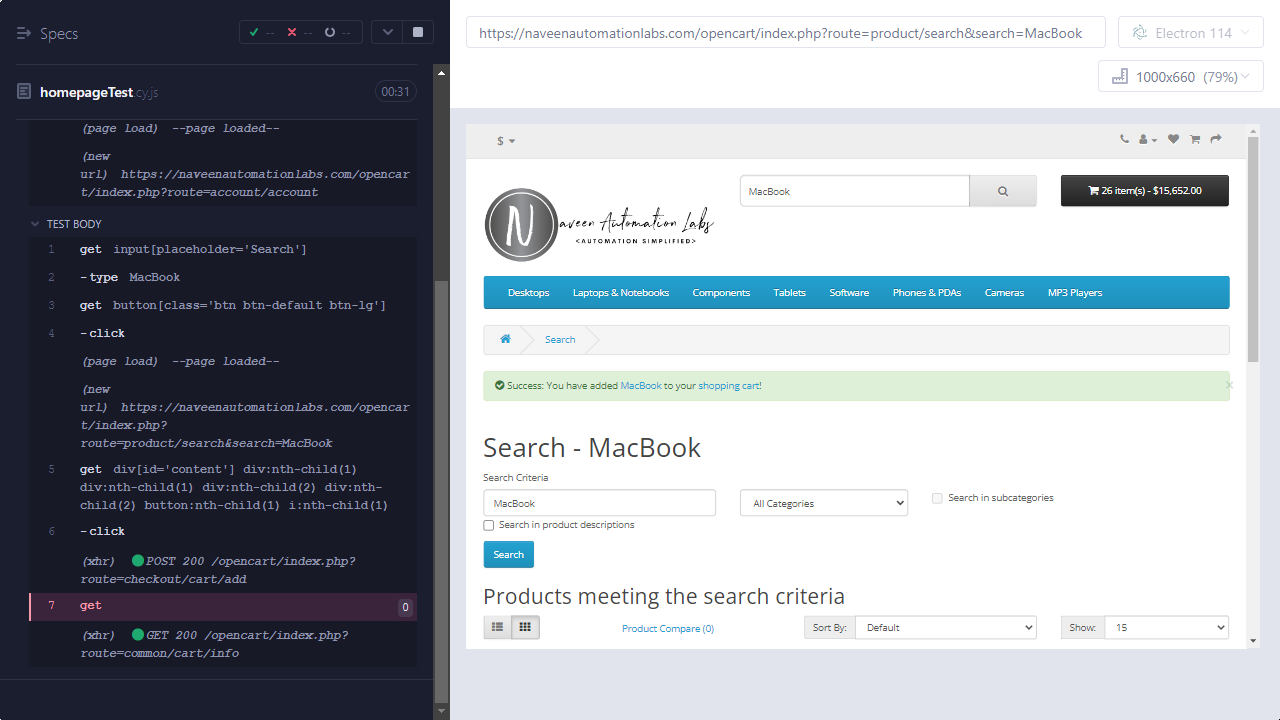 Specs
-- -- --
homepageTest.cy.js
00:31
(page load) --page loaded--
(new
url) https://naveenautomationlabs.com/opencar
t/index.php?route=account/account
TEST BODY
1 get input[placeholder='Search']
2 -type MacBook
3 get button[class='btn btn-default btn-lg']
4 -click
(page load) --page loaded--
(new
url) https://naveenautomationlabs.com/opencar
t/index.php?
route=product/search&search=MacBook
5 get div[id='content'] div:nth-child(1)
div:nth-child(1) div:nth-child(2) div:nth-
child(2) button:nth-child(1) i:nth-child(1)
6 -click
(xhr) POST 200 /opencart/index.php?
route=checkout/cart/add
7 get 0
(xhr) GET 200 /opencart/index.php?
route=common/cart/info
https://naveenautomationlabs.com/opencart/index.php?route=product/search&search=MacBook
Electron 114
1000x660 (79%)
$
MacBook
26 item(s) - $15,652.00
N
Naveen Automation Labs
<AUTOMATION SIMPLIFIED>
Desktops Laptops & Notebooks Components Tablets Software Phones & PDAs Cameras MP3 Players
Search
Success: You have added MacBook to your shopping cart!
×
Search - MacBook
Search Criteria
MacBook
All Categories
Search in subcategories
Search in product descriptions
Search
Products meeting the search criteria
Product Compare (0)
Sort By: Default
Show: 15